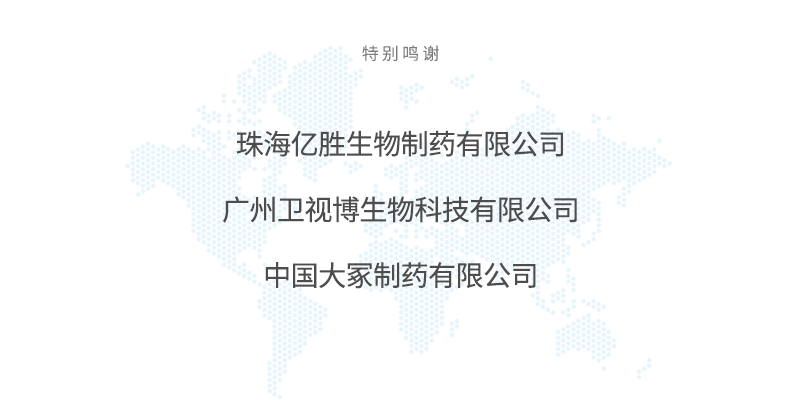 特别鸣谢
珠海亿胜生物制药有限公司
广州卫视博生物科技有限公司
中国大冢制药有限公司